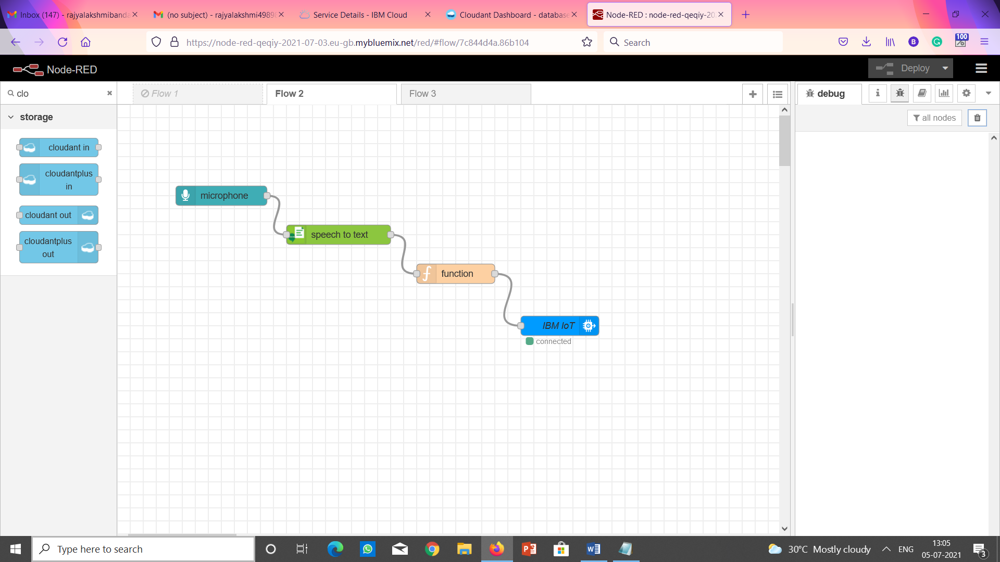 Inbox (147) - rajyalakshmibanda
(no subject) - rajyalakshmi4989
Service Details - IBM Cloud
Cloudant Dashboard - database
Node-RED : node-red-qeqiy-20
https://node-red-qeqiy-2021-07-03.eu-gb.mybluemix.net/red/#flow/7c844d4a.86b104
Search
B
G
100
Node-RED
Deploy
clo
Flow 1
Flow 2
Flow 3
debug
i
storage
all nodes
cloudant in
cloudantplus
in
cloudant out
cloudantplus
out
microphone
speech to text
f function
IBM IoT
connected
Type here to search
30°C Mostly cloudy
ENG
13:05
05-07-2021
3